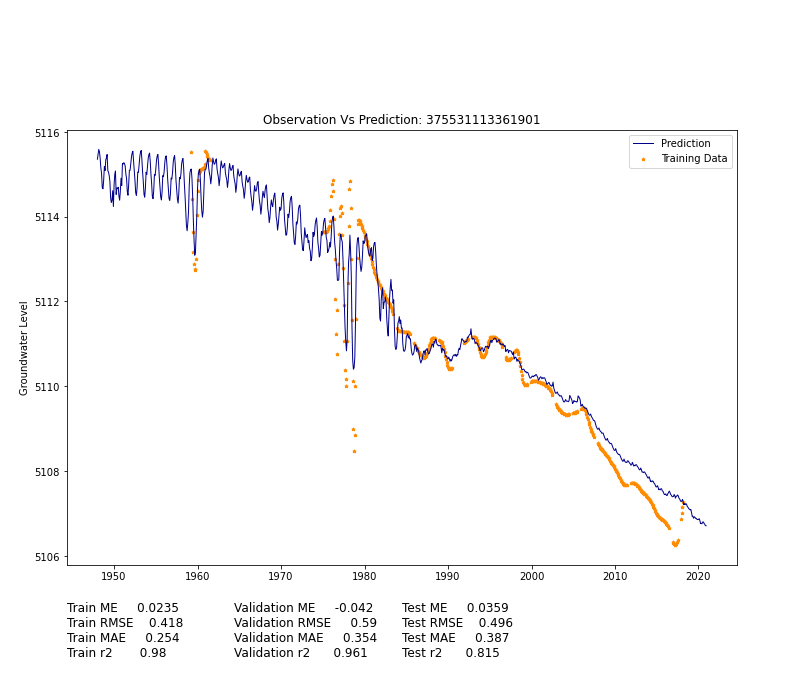 Observation Vs Prediction: 375531113361901
5116
5114
5112
5110
5108
5106
Groundwater Level
Prediction
Training Data
1950 1960 1970 1980 1990 2000 2010 2020
Train ME 0.0235 Validation ME -0.042 Test ME 0.0359
Train RMSE 0.418 Validation RMSE 0.59 Test RMSE 0.496
Train MAE 0.254 Validation MAE 0.354 Test MAE 0.387
Train r2 0.98 Validation r2 0.961 Test r2 0.815